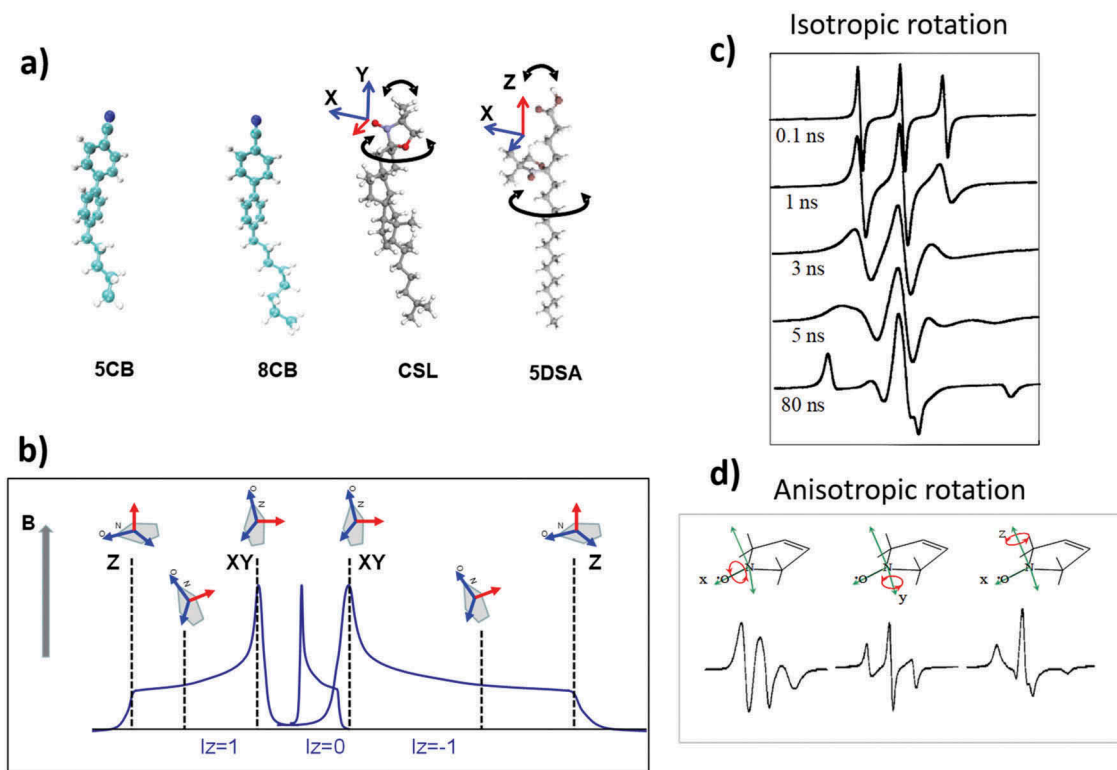 a)
Y
X
Z
X
5CB
8CB
CSL
5DSA
b)
B
O
N
Z
O
N
XY
O
N
XY
O
N
Z
O
N
O
N
Iz=1
Iz=0
Iz=-1
c)
Isotropic rotation
0.1 ns
1 ns
3 ns
5 ns
80 ns
d)
Anisotropic rotation
x
O
N
O
N
y
z
x
O
N